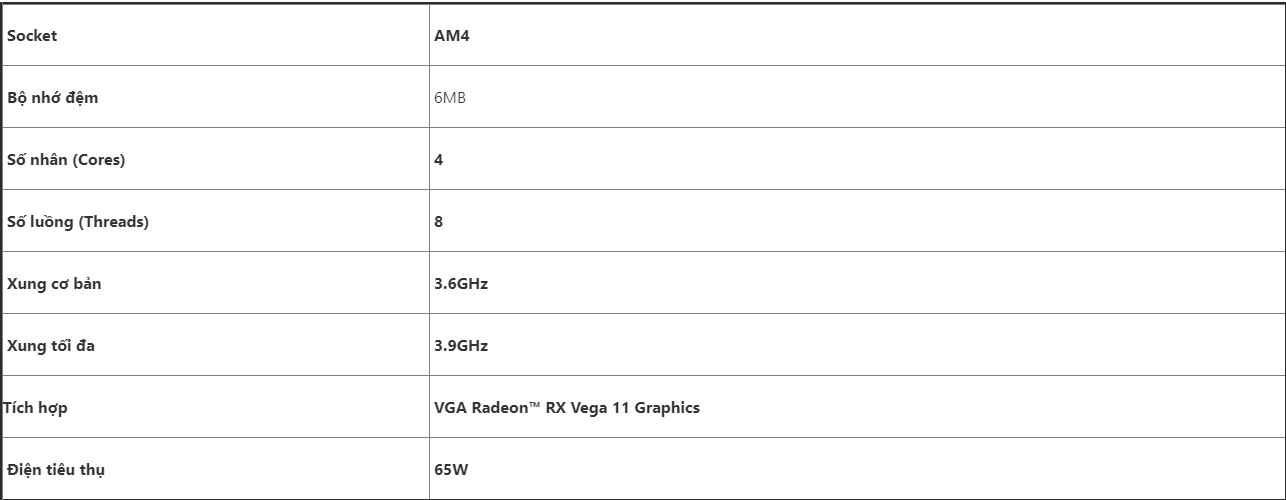 Socket AM4
Bộ nhớ đệm 6MB
Số nhân (Cores) 4
Số luồng (Threads) 8
Xung cơ bản 3.6GHz
Xung tối đa 3.9GHz
Tích hợp VGA Radeon™ RX Vega 11 Graphics
Điện tiêu thụ 65W